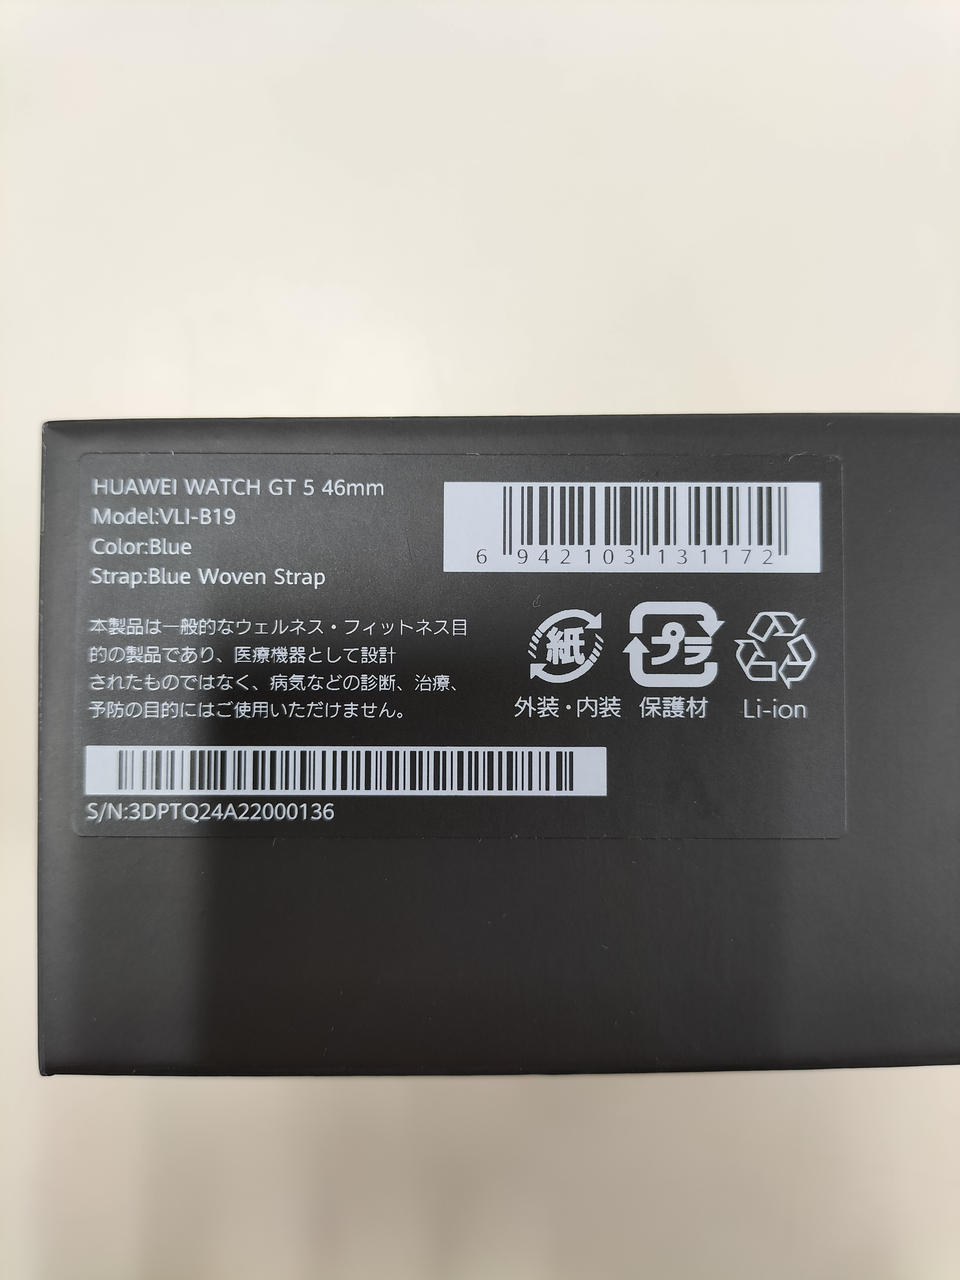 HUAWEI WATCH GT 5 46mm
Model:VLI-B19
Color:Blue
Strap:Blue Woven Strap
6 942103 131172
本製品は一般的なウェルネス・フィットネス目
的の製品であり、医療機器として設計
されたものではなく、病気などの診断、治療、
予防の目的にはご使用いただけません。
紙
プラ
外装・内装 保護材 Li-ion
S/N:3DPTQ24A22000136